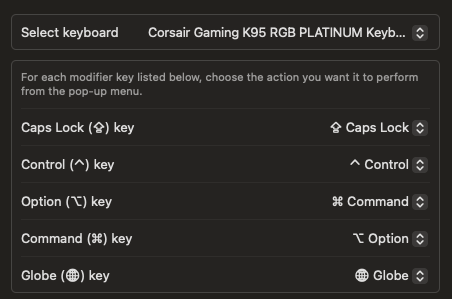 Select keyboard Corsair Gaming K95 RGB PLATINUM Keyb...
For each modifier key listed below, choose the action you want it to perform
from the pop-up menu.
Caps Lock (⇪) key ⇪ Caps Lock
Control (^) key ^ Control
Option (⌥) key ⌘ Command
Command (⌘) key ⌥ Option
Globe (🌐) key 🌐 Globe